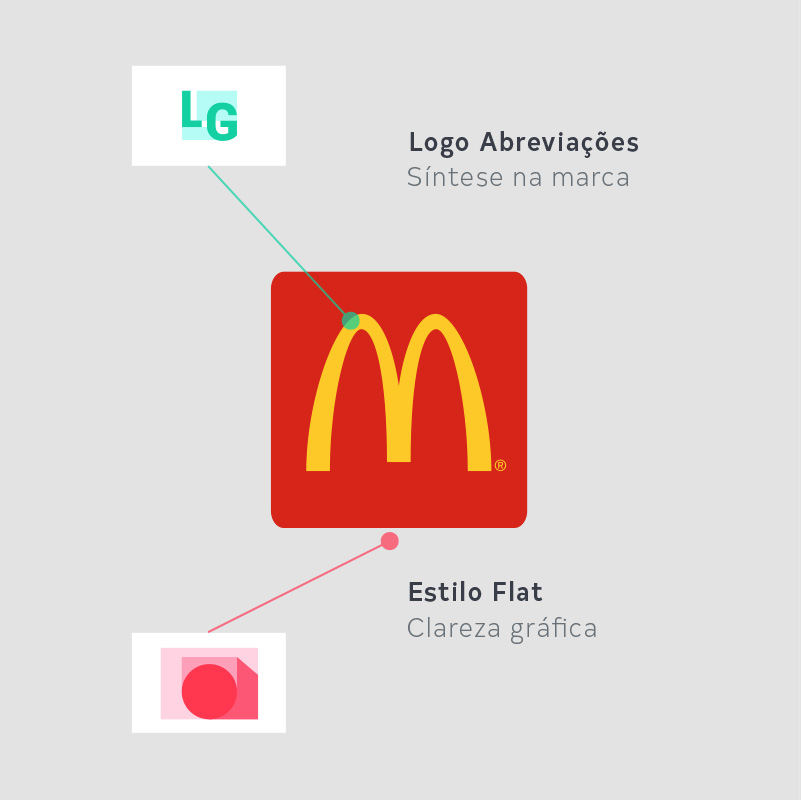 LG
Logo Abreviações
Síntese na marca
M
®
Estilo Flat
Clareza gráfica